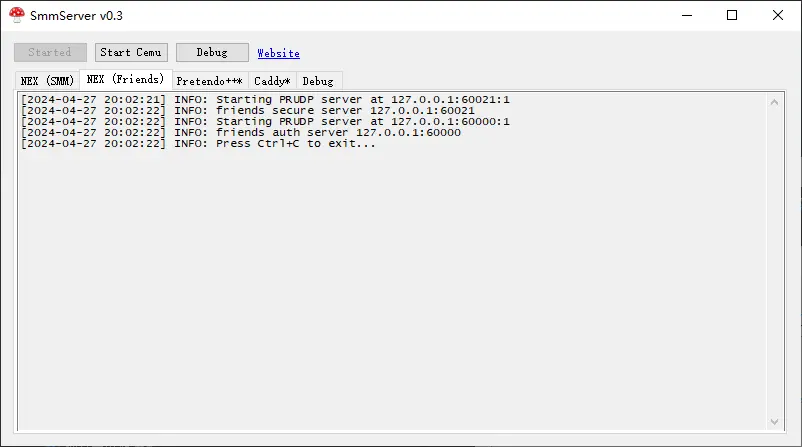 SmmServer v0.3
Started Start Cemu Debug Website
NEX (SMM) NEX (Friends) Pretendo++* Caddy* Debug
[2024-04-27 20:02:21] INFO: Starting PRUDP server at 127.0.0.1:60021:1
[2024-04-27 20:02:22] INFO: friends secure server 127.0.0.1:60021
[2024-04-27 20:02:22] INFO: Starting PRUDP server at 127.0.0.1:60000:1
[2024-04-27 20:02:22] INFO: friends auth server 127.0.0.1:60000
[2024-04-27 20:02:22] INFO: Press Ctrl+C to exit...